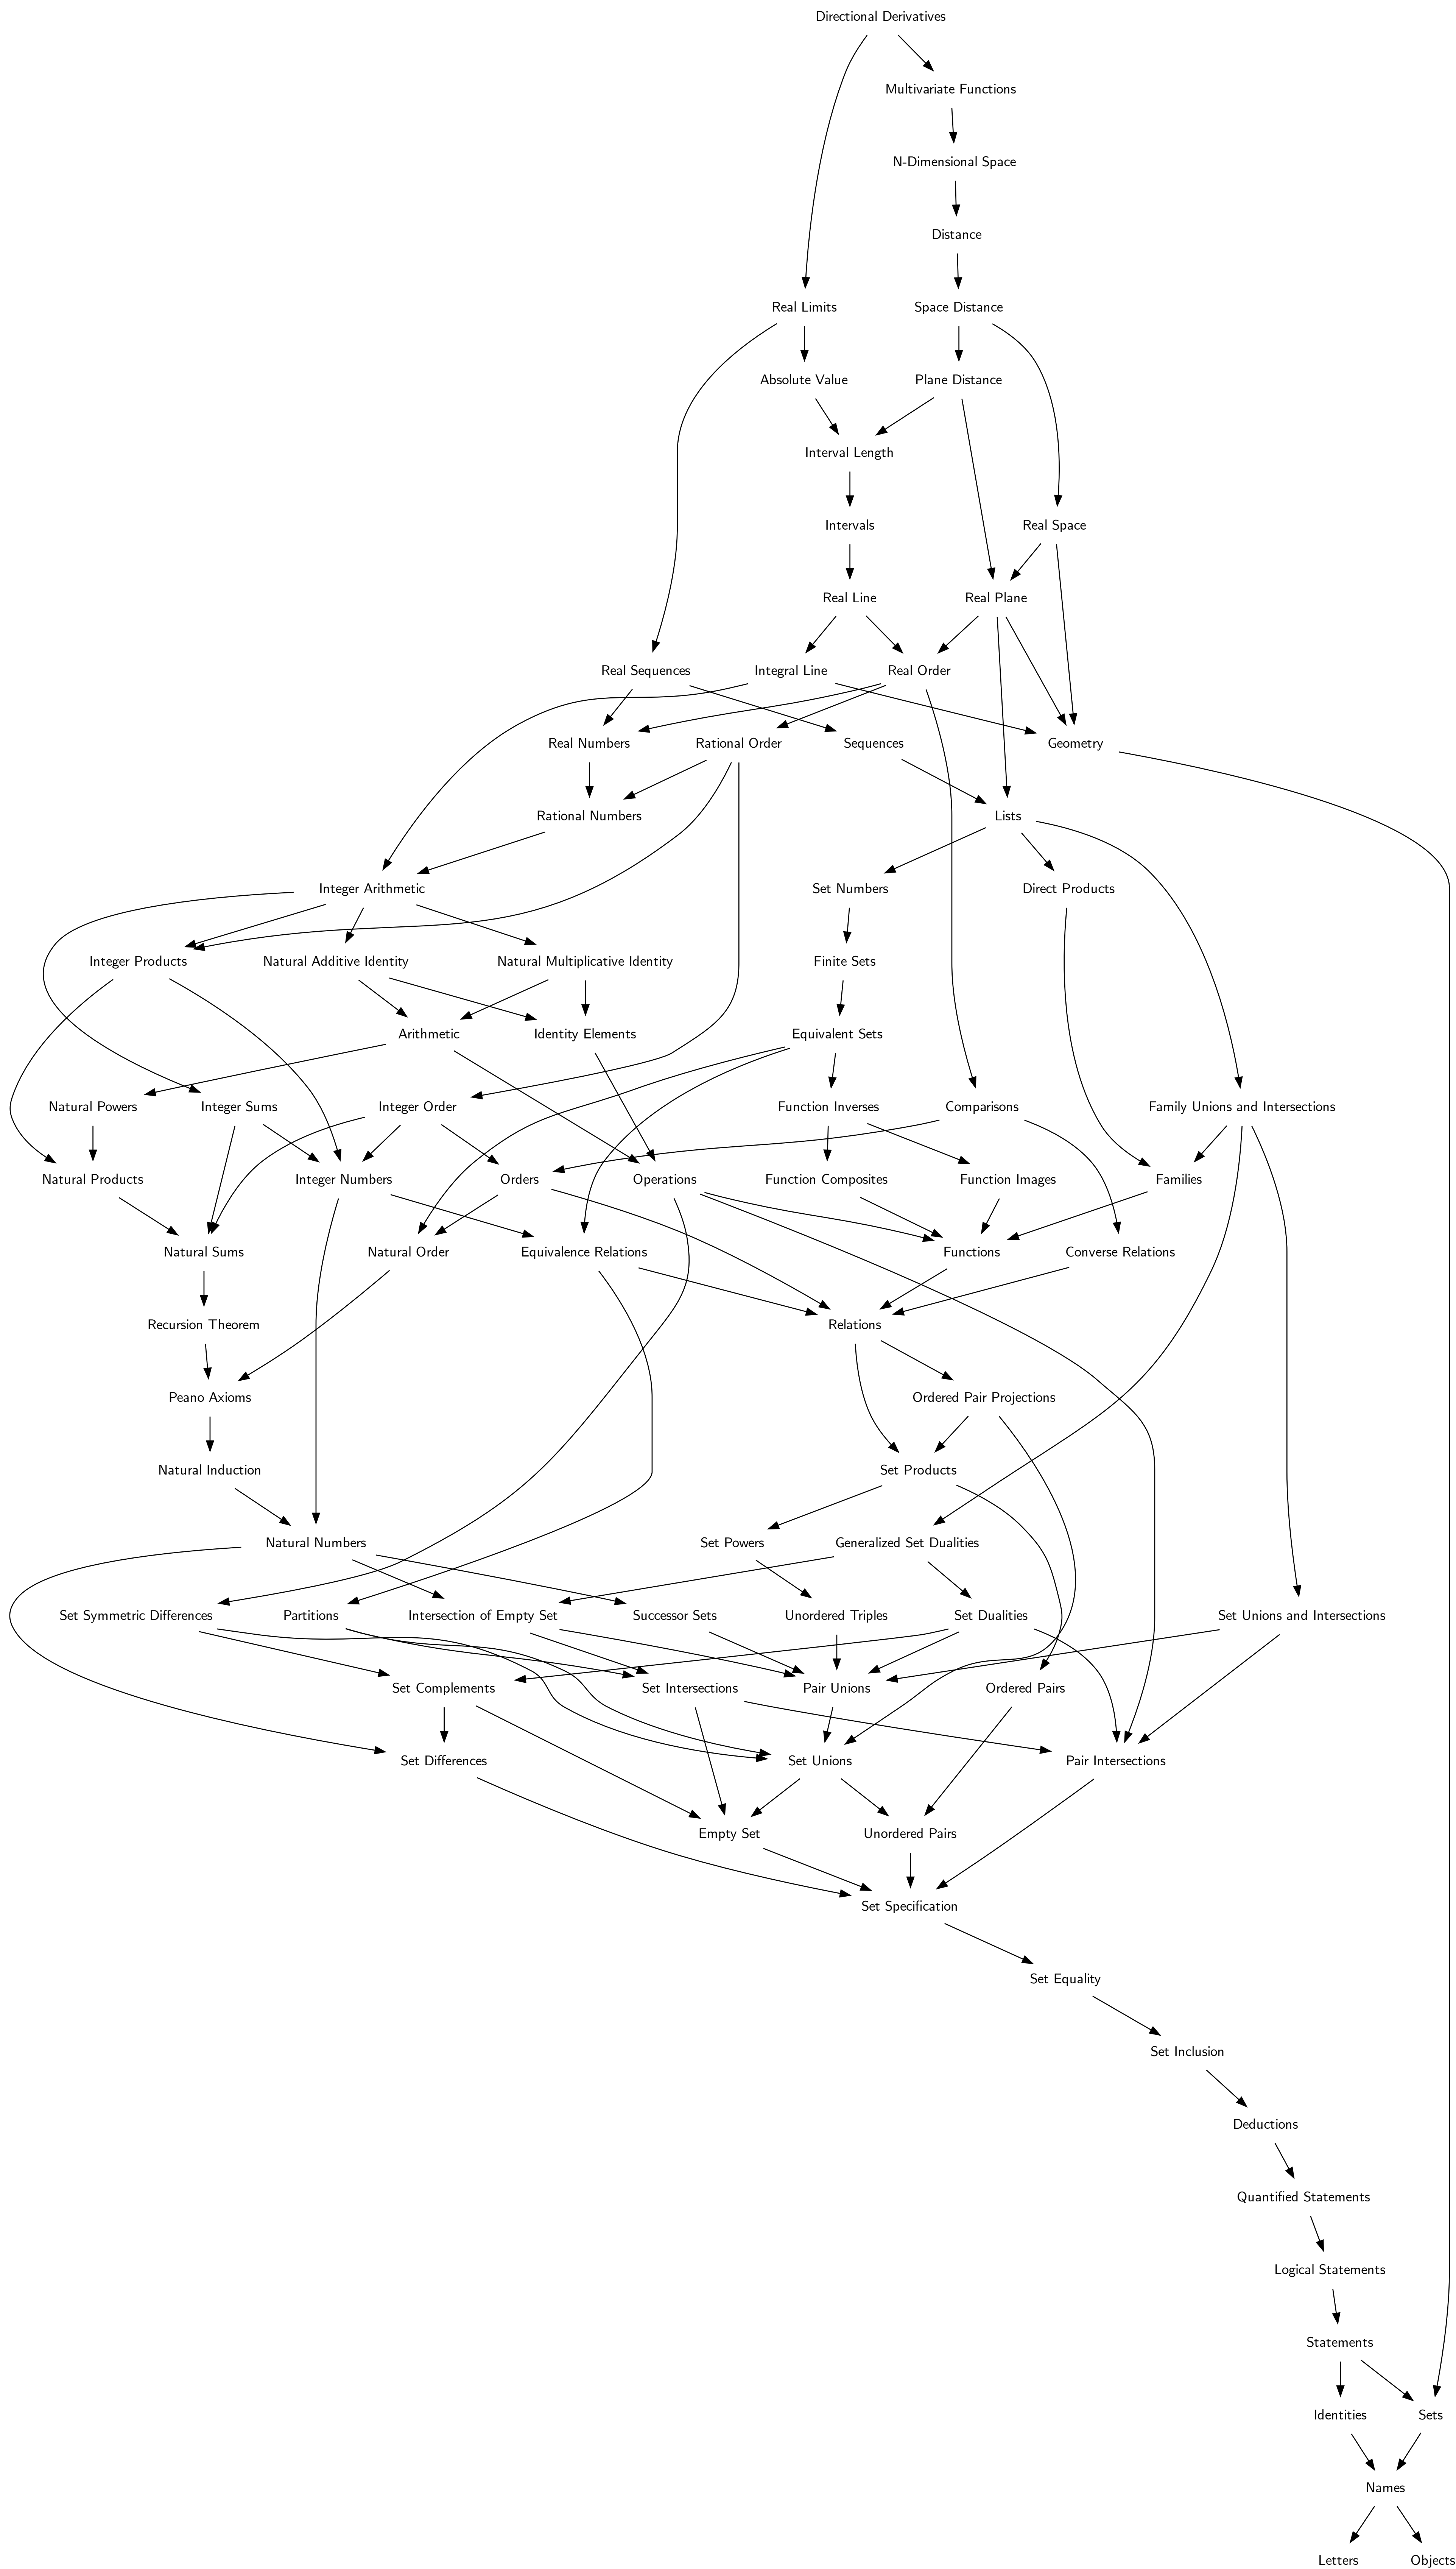 Directional Derivatives
Multivariate Functions
N-Dimensional Space
Distance
Real Limits
Space Distance
Absolute Value
Plane Distance
Interval Length
Intervals
Real Space
Real Line
Real Plane
Real Sequences
Integral Line
Real Order
Real Numbers
Rational Order
Sequences
Geometry
Rational Numbers
Lists
Integer Arithmetic
Set Numbers
Direct Products
Integer Products
Natural Additive Identity
Natural Multiplicative Identity
Finite Sets
Arithmetic
Identity Elements
Equivalent Sets
Natural Powers
Integer Sums
Integer Order
Function Inverses
Comparisons
Family Unions and Intersections
Natural Products
Integer Numbers
Orders
Operations
Function Composites
Function Images
Families
Natural Sums
Natural Order
Equivalence Relations
Functions
Converse Relations
Recursion Theorem
Relations
Peano Axioms
Ordered Pair Projections
Natural Induction
Set Products
Natural Numbers
Set Powers
Generalized Set Dualities
Set Symmetric Differences
Partitions
Intersection of Empty Set
Successor Sets
Unordered Triples
Set Dualities
Set Unions and Intersections
Set Complements
Set Intersections
Pair Unions
Ordered Pairs
Set Differences
Set Unions
Pair Intersections
Empty Set
Unordered Pairs
Set Specification
Set Equality
Set Inclusion
Deductions
Quantified Statements
Logical Statements
Statements
Identities
Sets
Names
Letters
Objects